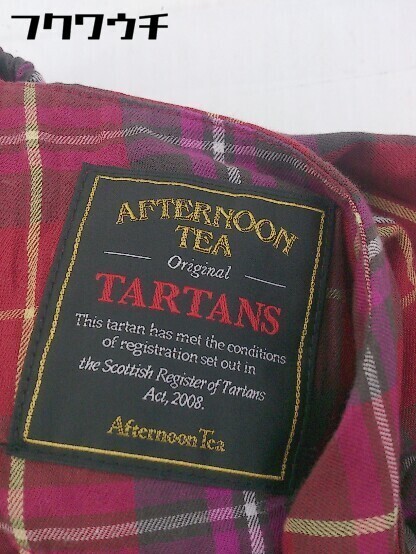 フクワウチ
AFTERNOON
TEA
Original
TARTANS
This tartan has met the conditions
of registration set out in
the Scottish Register of Tartans
Act, 2008.
Afternoon Tea